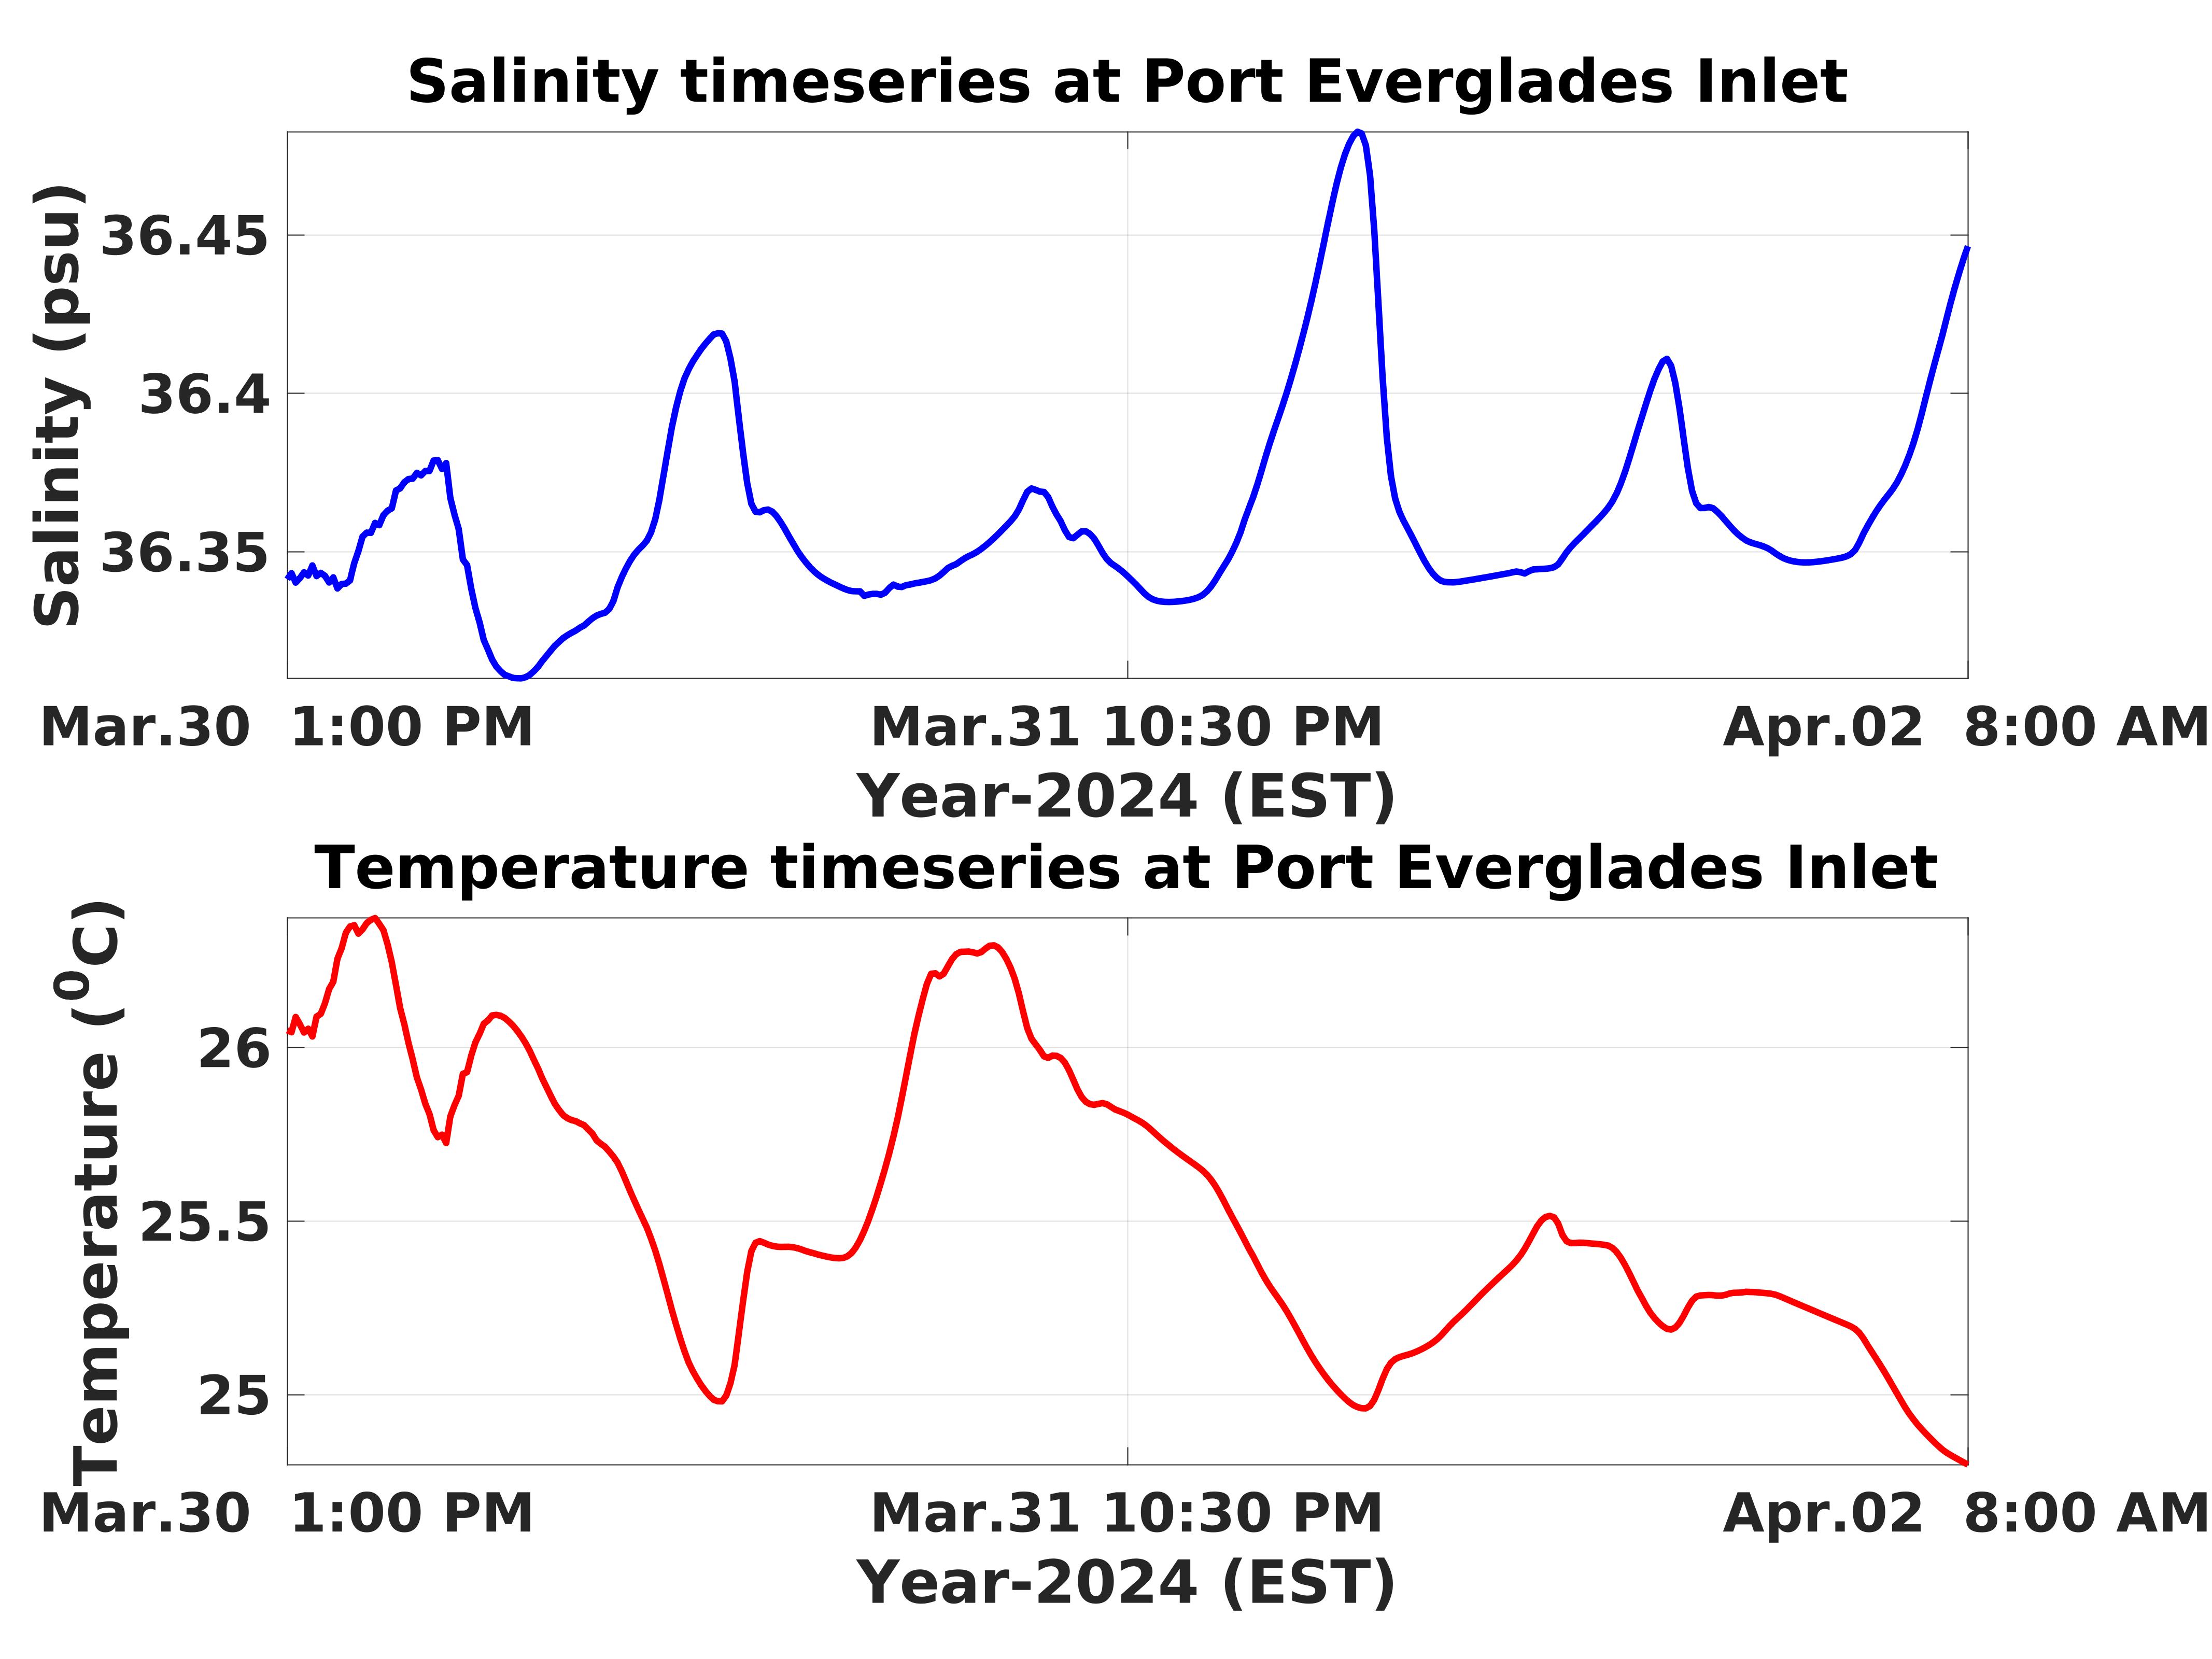 Salinity timeseries at Port Everglades Inlet
Salinity (psu)
36.45
36.4
36.35
Mar.30  1:00 PM
Mar.31 10:30 PM
Apr.02  8:00 AM
Year-2024 (EST)
Temperature timeseries at Port Everglades Inlet
Temperature (⁰C)
26
25.5
25
Mar.30  1:00 PM
Mar.31 10:30 PM
Apr.02  8:00 AM
Year-2024 (EST)